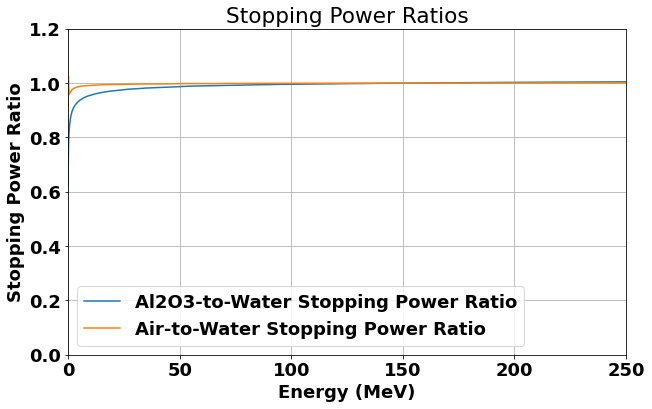 Stopping Power Ratios
Stopping Power Ratio
1.2
1.0
0.8
0.6
0.4
0.2
0.0
Al2O3-to-Water Stopping Power Ratio
Air-to-Water Stopping Power Ratio
0 50 100 150 200 250
Energy (MeV)